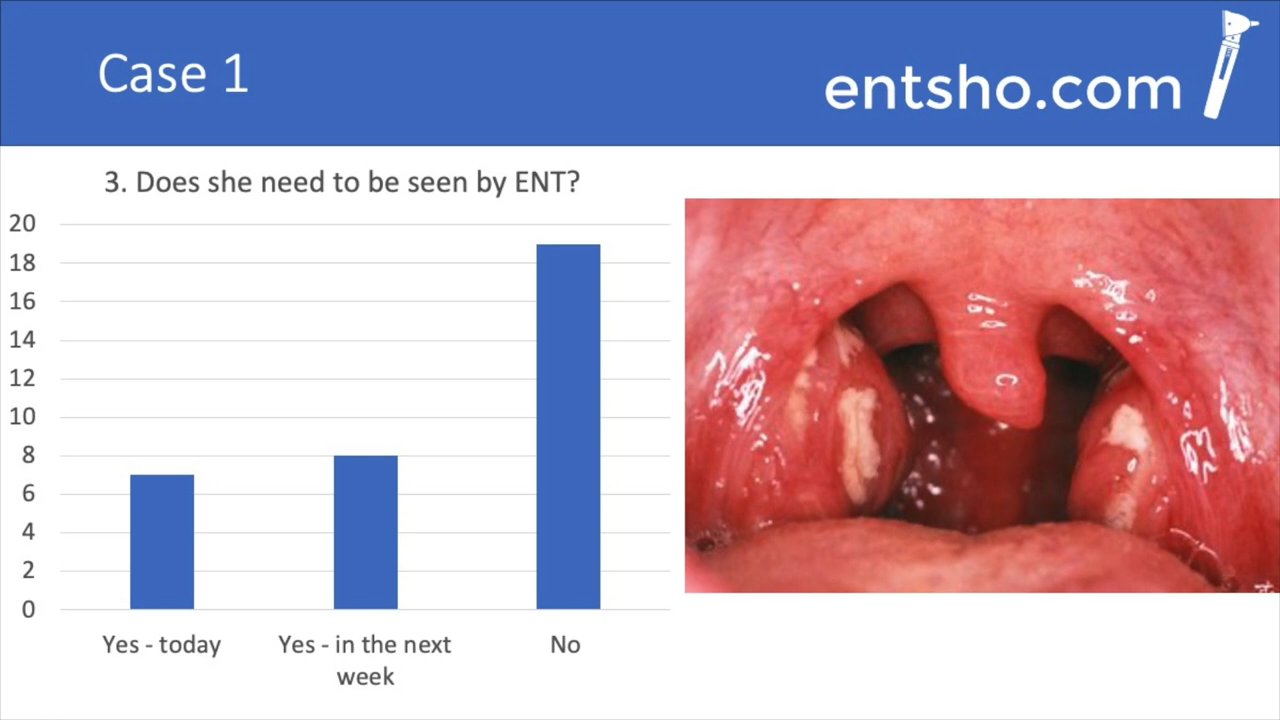 Case 1
entsho.com
3. Does she need to be seen by ENT?
20
18
16
14
12
10
8
6
4
2
0
Yes - today
Yes - in the next
week
No